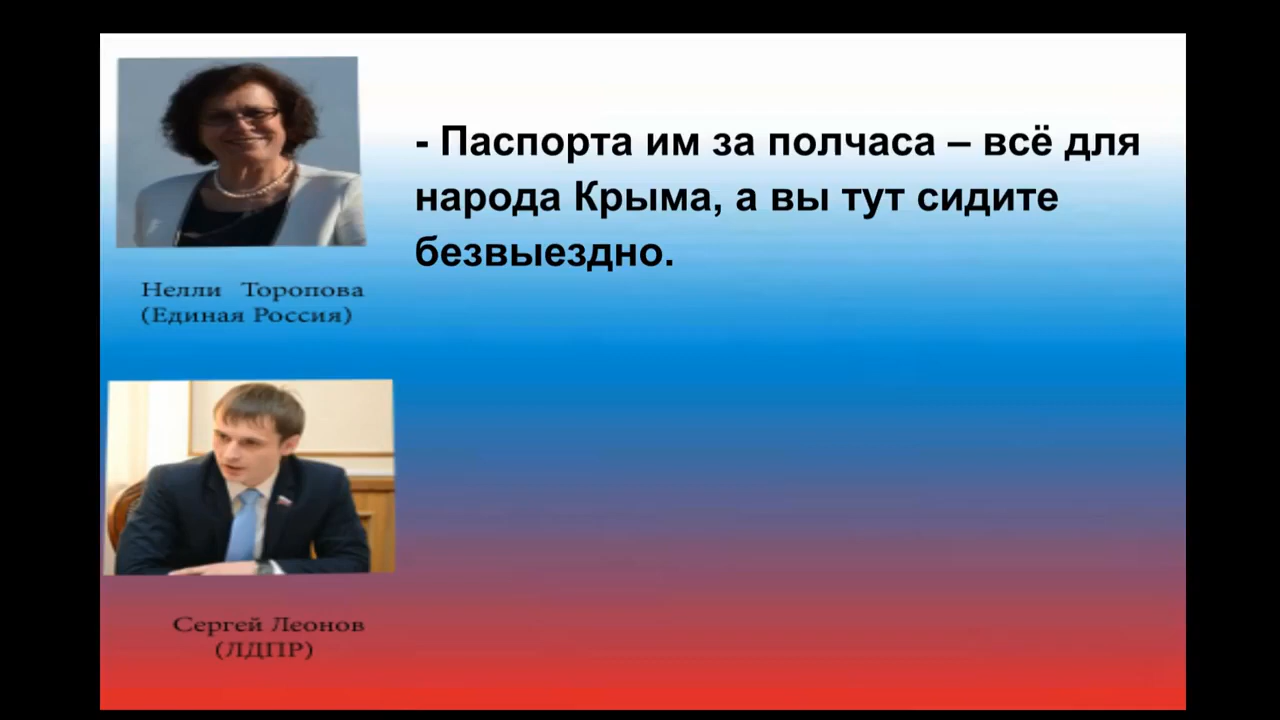 - Паспорта им за полчаса – всё для
народа Крыма, а вы тут сидите
безвыездно.
Нелли Торопова
(Единая Россия)
Сергей Леонов
(ЛДПР)